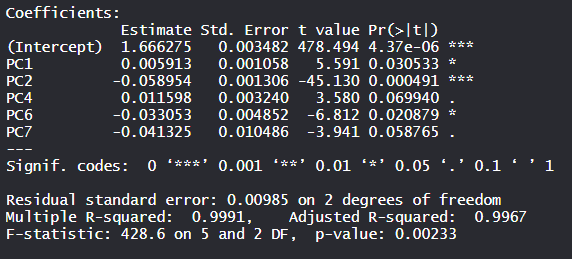 Coefficients:
Estimate Std. Error t value Pr(>|t|)
(Intercept) 1.666275 0.003482 478.494 4.37e-06 ***
PC1 0.005913 0.001058 5.591 0.030533 *
PC2 -0.058954 0.001306 -45.130 0.000491 ***
PC4 0.011598 0.003240 3.580 0.069940 .
PC6 -0.033053 0.004852 -6.812 0.020879 *
PC7 -0.041325 0.010486 -3.941 0.058765 .
---
Signif. codes: 0 ‘***’ 0.001 ‘**’ 0.01 ‘*’ 0.05 ‘.’ 0.1 ‘ ’ 1
Residual standard error: 0.00985 on 2 degrees of freedom
Multiple R-squared: 0.9991, Adjusted R-squared: 0.9967
F-statistic: 428.6 on 5 and 2 DF, p-value: 0.00233